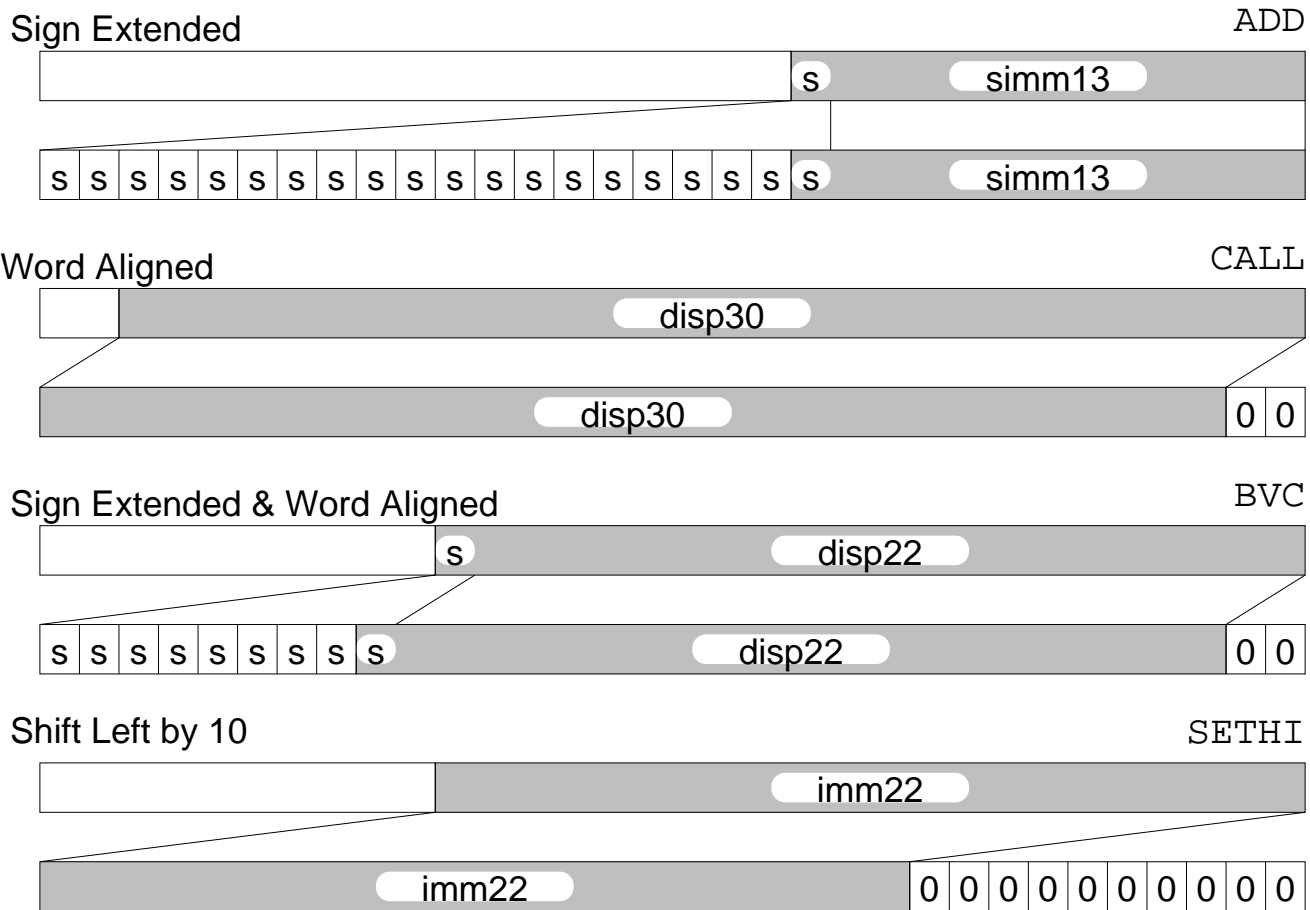 Sign Extended ADD
s simm13
s s s s s s s s s s s s s s s s s s s s simm13
Word Aligned CALL
disp30
disp30 0 0
Sign Extended & Word Aligned BVC
s disp22
s s s s s s s s s disp22 0 0
Shift Left by 10 SETHI
imm22
imm22 0 0 0 0 0 0 0 0 0 0